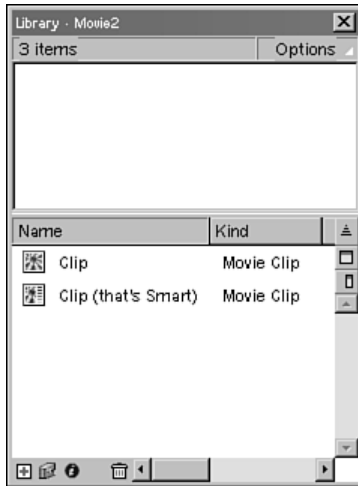 Library - Movie2
3 items Options
Name Kind
Clip Movie Clip
Clip (that's Smart) Movie Clip